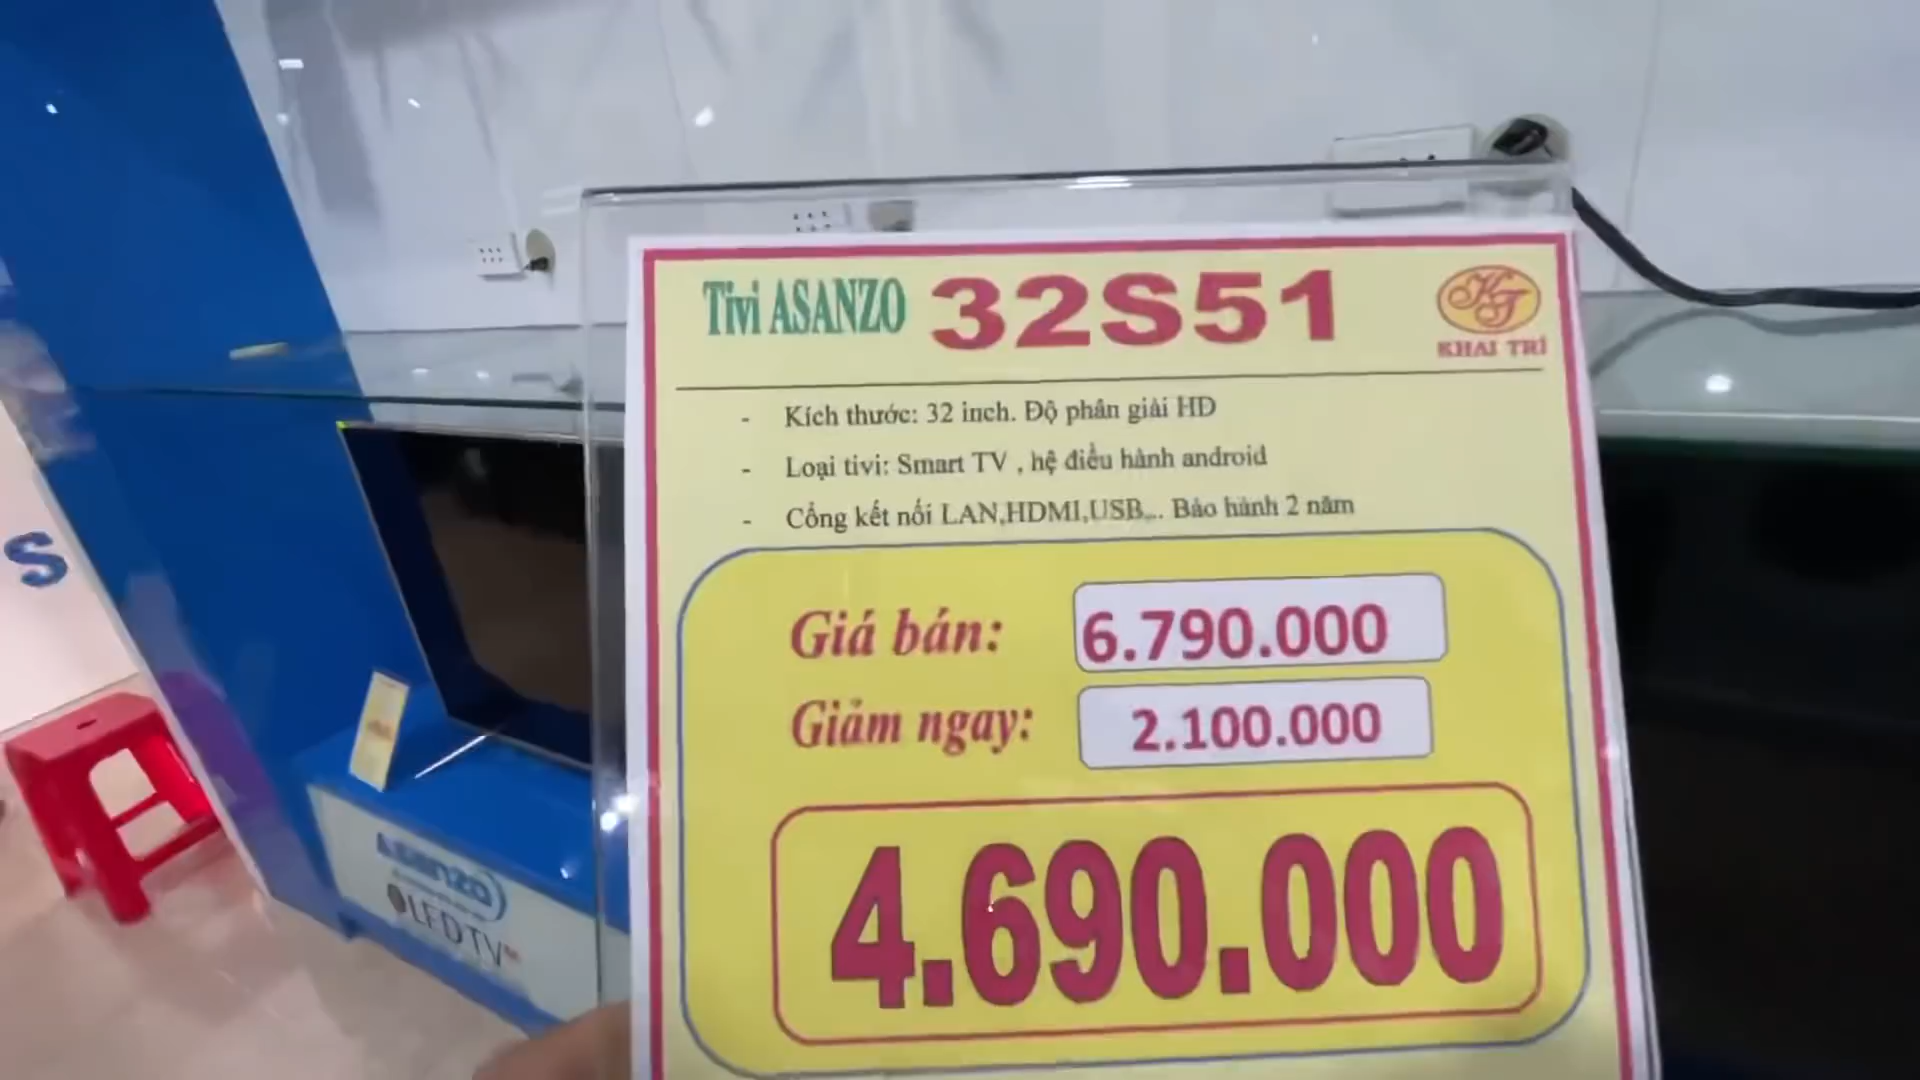 Tivi ASANZO 32S51
KHAI TRÍ
- Kích thước: 32 inch. Độ phân giải HD
- Loại tivi: Smart TV , hệ điều hành android
- Cổng kết nối LAN,HDMI,USB... Bảo hành 2 năm
Giá bán: 6.790.000
Giảm ngay: 2.100.000
4.690.000
S
asanzo
LED TV